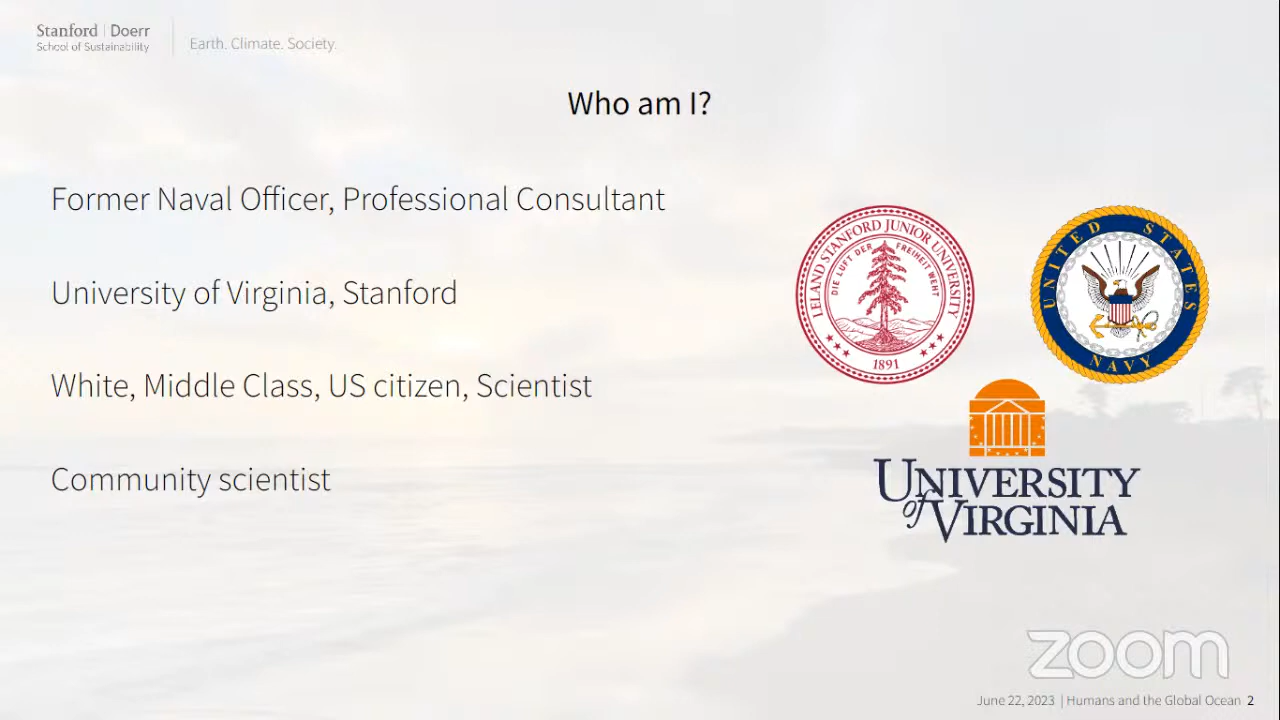 Stanford | Doerr
School of Sustainability
Earth. Climate. Society.
Who am I?
Former Naval Officer, Professional Consultant
University of Virginia, Stanford
White, Middle Class, US citizen, Scientist
Community scientist
LELAND STANFORD JUNIOR UNIVERSITY
DIE LUFT DER FREIHEIT WEHT
1891
UNITED STATES
NAVY
UNIVERSITY
of VIRGINIA
zoom
June 22, 2023 | Humans and the Global Ocean 2